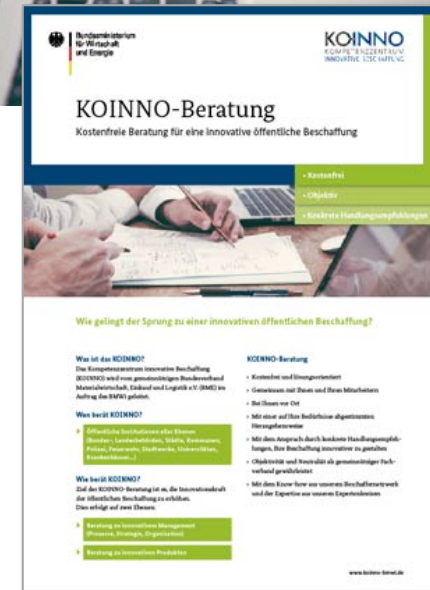 Bundesministerium
für Wirtschaft
und Energie
KOINNO
KOMPETENZZENTRUM
INNOVATIVE BESCHAFFUNG
KOINNO-Beratung
Kostenfreie Beratung für eine innovative öffentliche Beschaffung
• Kostenfrei
• Objektiv
• Konkrete Handlungsempfehlungen
Wie gelingt der Sprung zu einer innovativen öffentlichen Beschaffung?
Was ist das KOINNO?
Das Kompetenzzentrum innovative Beschaffung
(KOINNO) wird vom gemeinnützigen Bundesverband
Materialwirtschaft, Einkauf und Logistik e.V. (BME) im
Auftrag des BMWi geleitet.
Wen berät KOINNO?
Öffentliche Institutionen aller Ebenen
(Bundes-, Landesbehörden, Städte, Kommunen,
Polizei, Feuerwehr, Stadtwerke, Universitäten,
Krankenhäuser...)
Wie berät KOINNO?
Ziel der KOINNO-Beratung ist es, die Innovationskraft
der öffentlichen Beschaffung zu erhöhen.
Dies erfolgt auf zwei Ebenen:
Beratung zu innovativem Management
(Prozesse, Strategie, Organisation)
Beratung zu innovativen Produkten
KOINNO-Beratung
› Kostenfrei und lösungsorientiert
› Gemeinsam mit Ihnen und Ihren Mitarbeitern
› Bei Ihnen vor Ort
› Mit einer auf Ihre Bedürfnisse abgestimmten
Herangehensweise
› Mit dem Anspruch durch konkrete Handlungsempfeh-
lungen, Ihre Beschaffung innovativer zu gestalten
› Objektivität und Neutralität als gemeinnütziger Fach-
verband gewährleistet
› Mit dem Know-how aus unserem Beschaffernetzwerk
und der Expertise aus unseren Expertenkreisen
www.koinno-bmwi.de